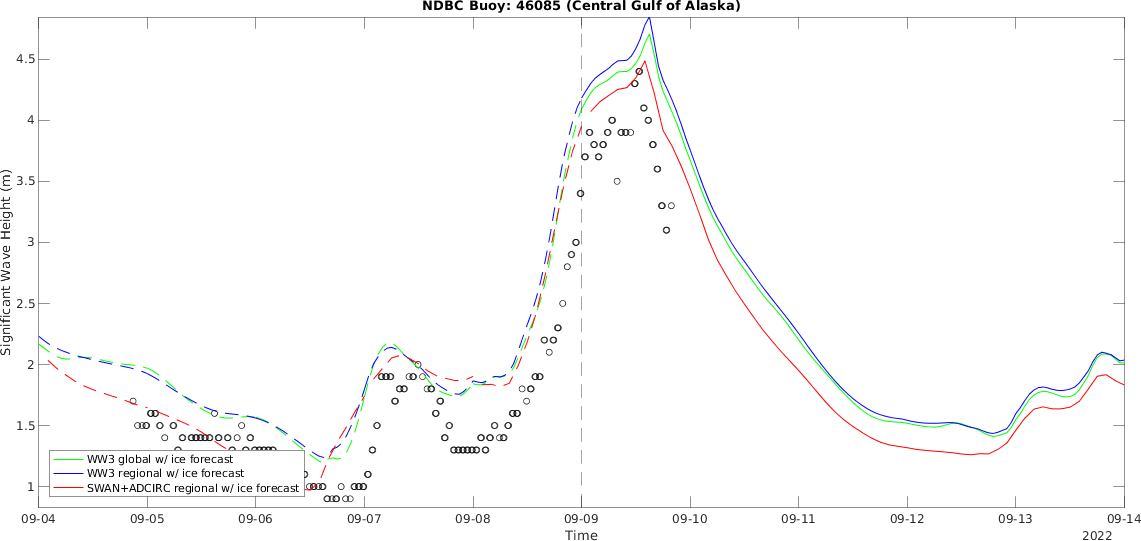 NDBC Buoy: 46085 (Central Gulf of Alaska)
4.5
4
3.5
3
2.5
2
1.5
1
Significant Wave Height (m)
WW3 global w/ ice forecast
WW3 regional w/ ice forecast
SWAN+ADCIRC regional w/ ice forecast
09-04 09-05 09-06 09-07 09-08 09-09 09-10 09-11 09-12 09-13 09-14
Time
2022